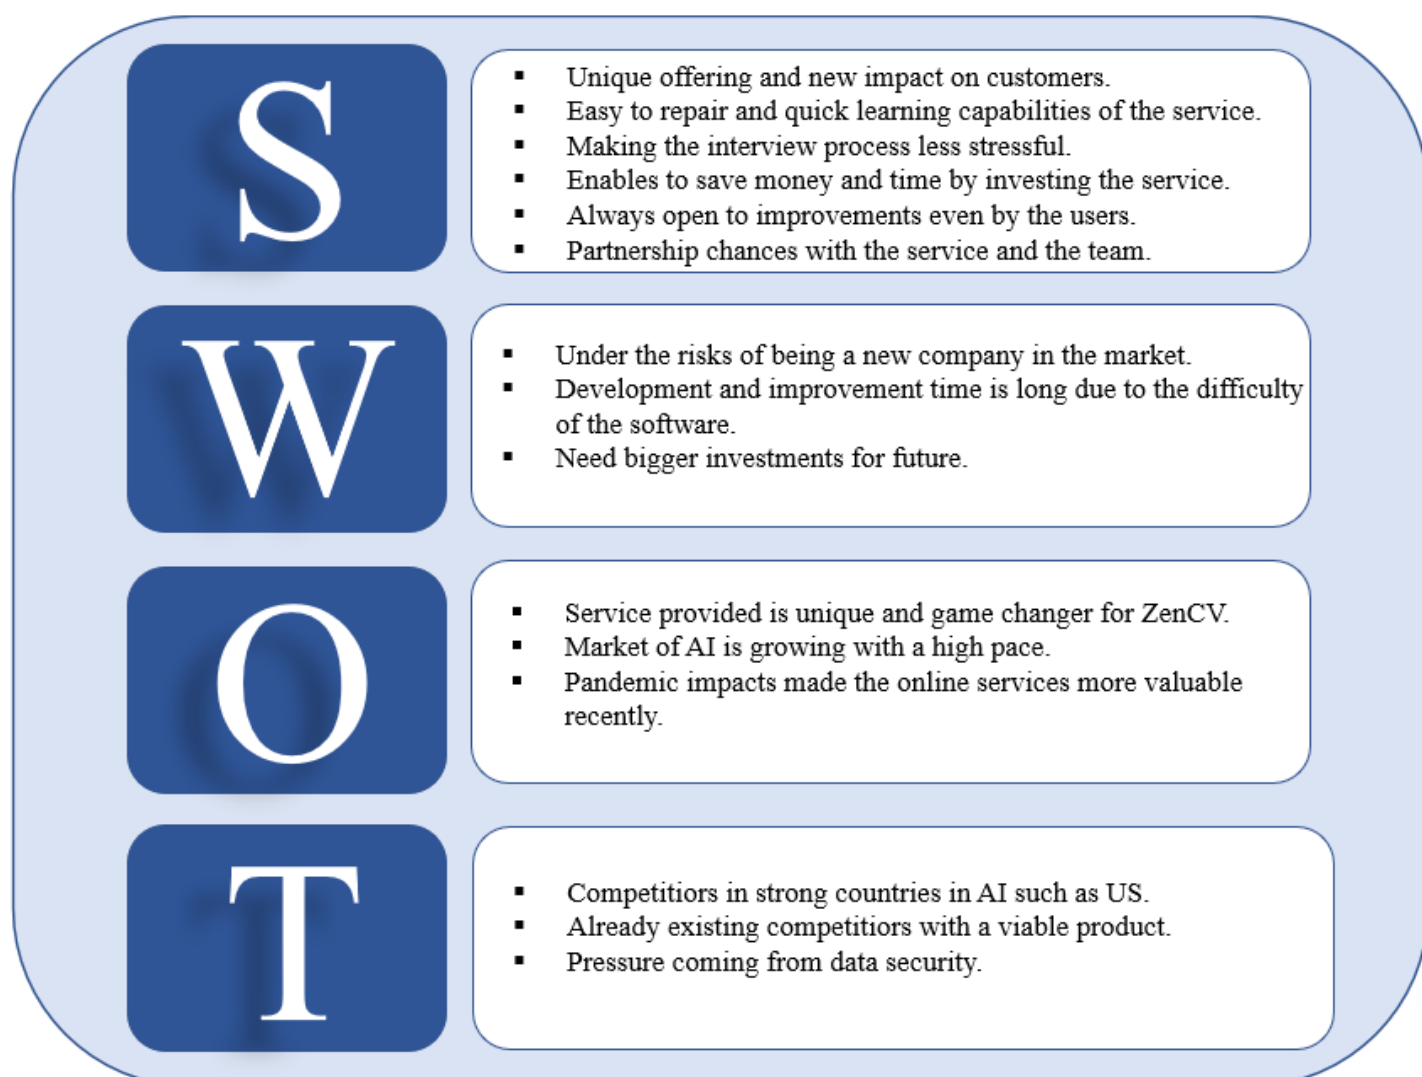 S
▪ Unique offering and new impact on customers.
▪ Easy to repair and quick learning capabilities of the service.
▪ Making the interview process less stressful.
▪ Enables to save money and time by investing the service.
▪ Always open to improvements even by the users.
▪ Partnership chances with the service and the team.
W
▪ Under the risks of being a new company in the market.
▪ Development and improvement time is long due to the difficulty
of the software.
▪ Need bigger investments for future.
O
▪ Service provided is unique and game changer for ZenCV.
▪ Market of AI is growing with a high pace.
▪ Pandemic impacts made the online services more valuable
recently.
T
▪ Competitiors in strong countries in AI such as US.
▪ Already existing competitiors with a viable product.
▪ Pressure coming from data security.